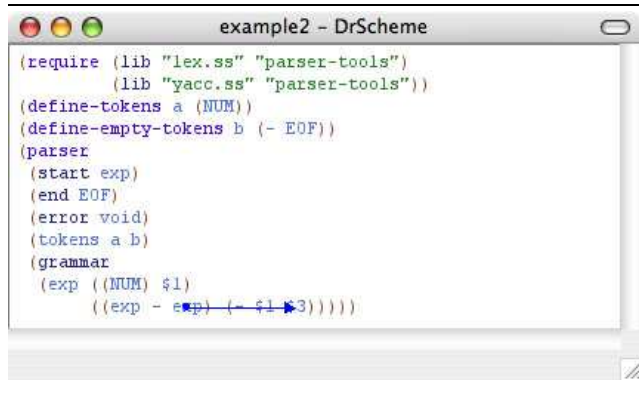 example2 - DrScheme
(require (lib "lex.ss" "parser-tools")
(lib "yacc.ss" "parser-tools"))
(define-tokens a (NUM))
(define-empty-tokens b (- EOF))
(parser
(start exp)
(end EOF)
(error void)
(tokens a b)
(grammar
(exp ((NUM) $1)
((exp - exp) (- $1 $3)))))